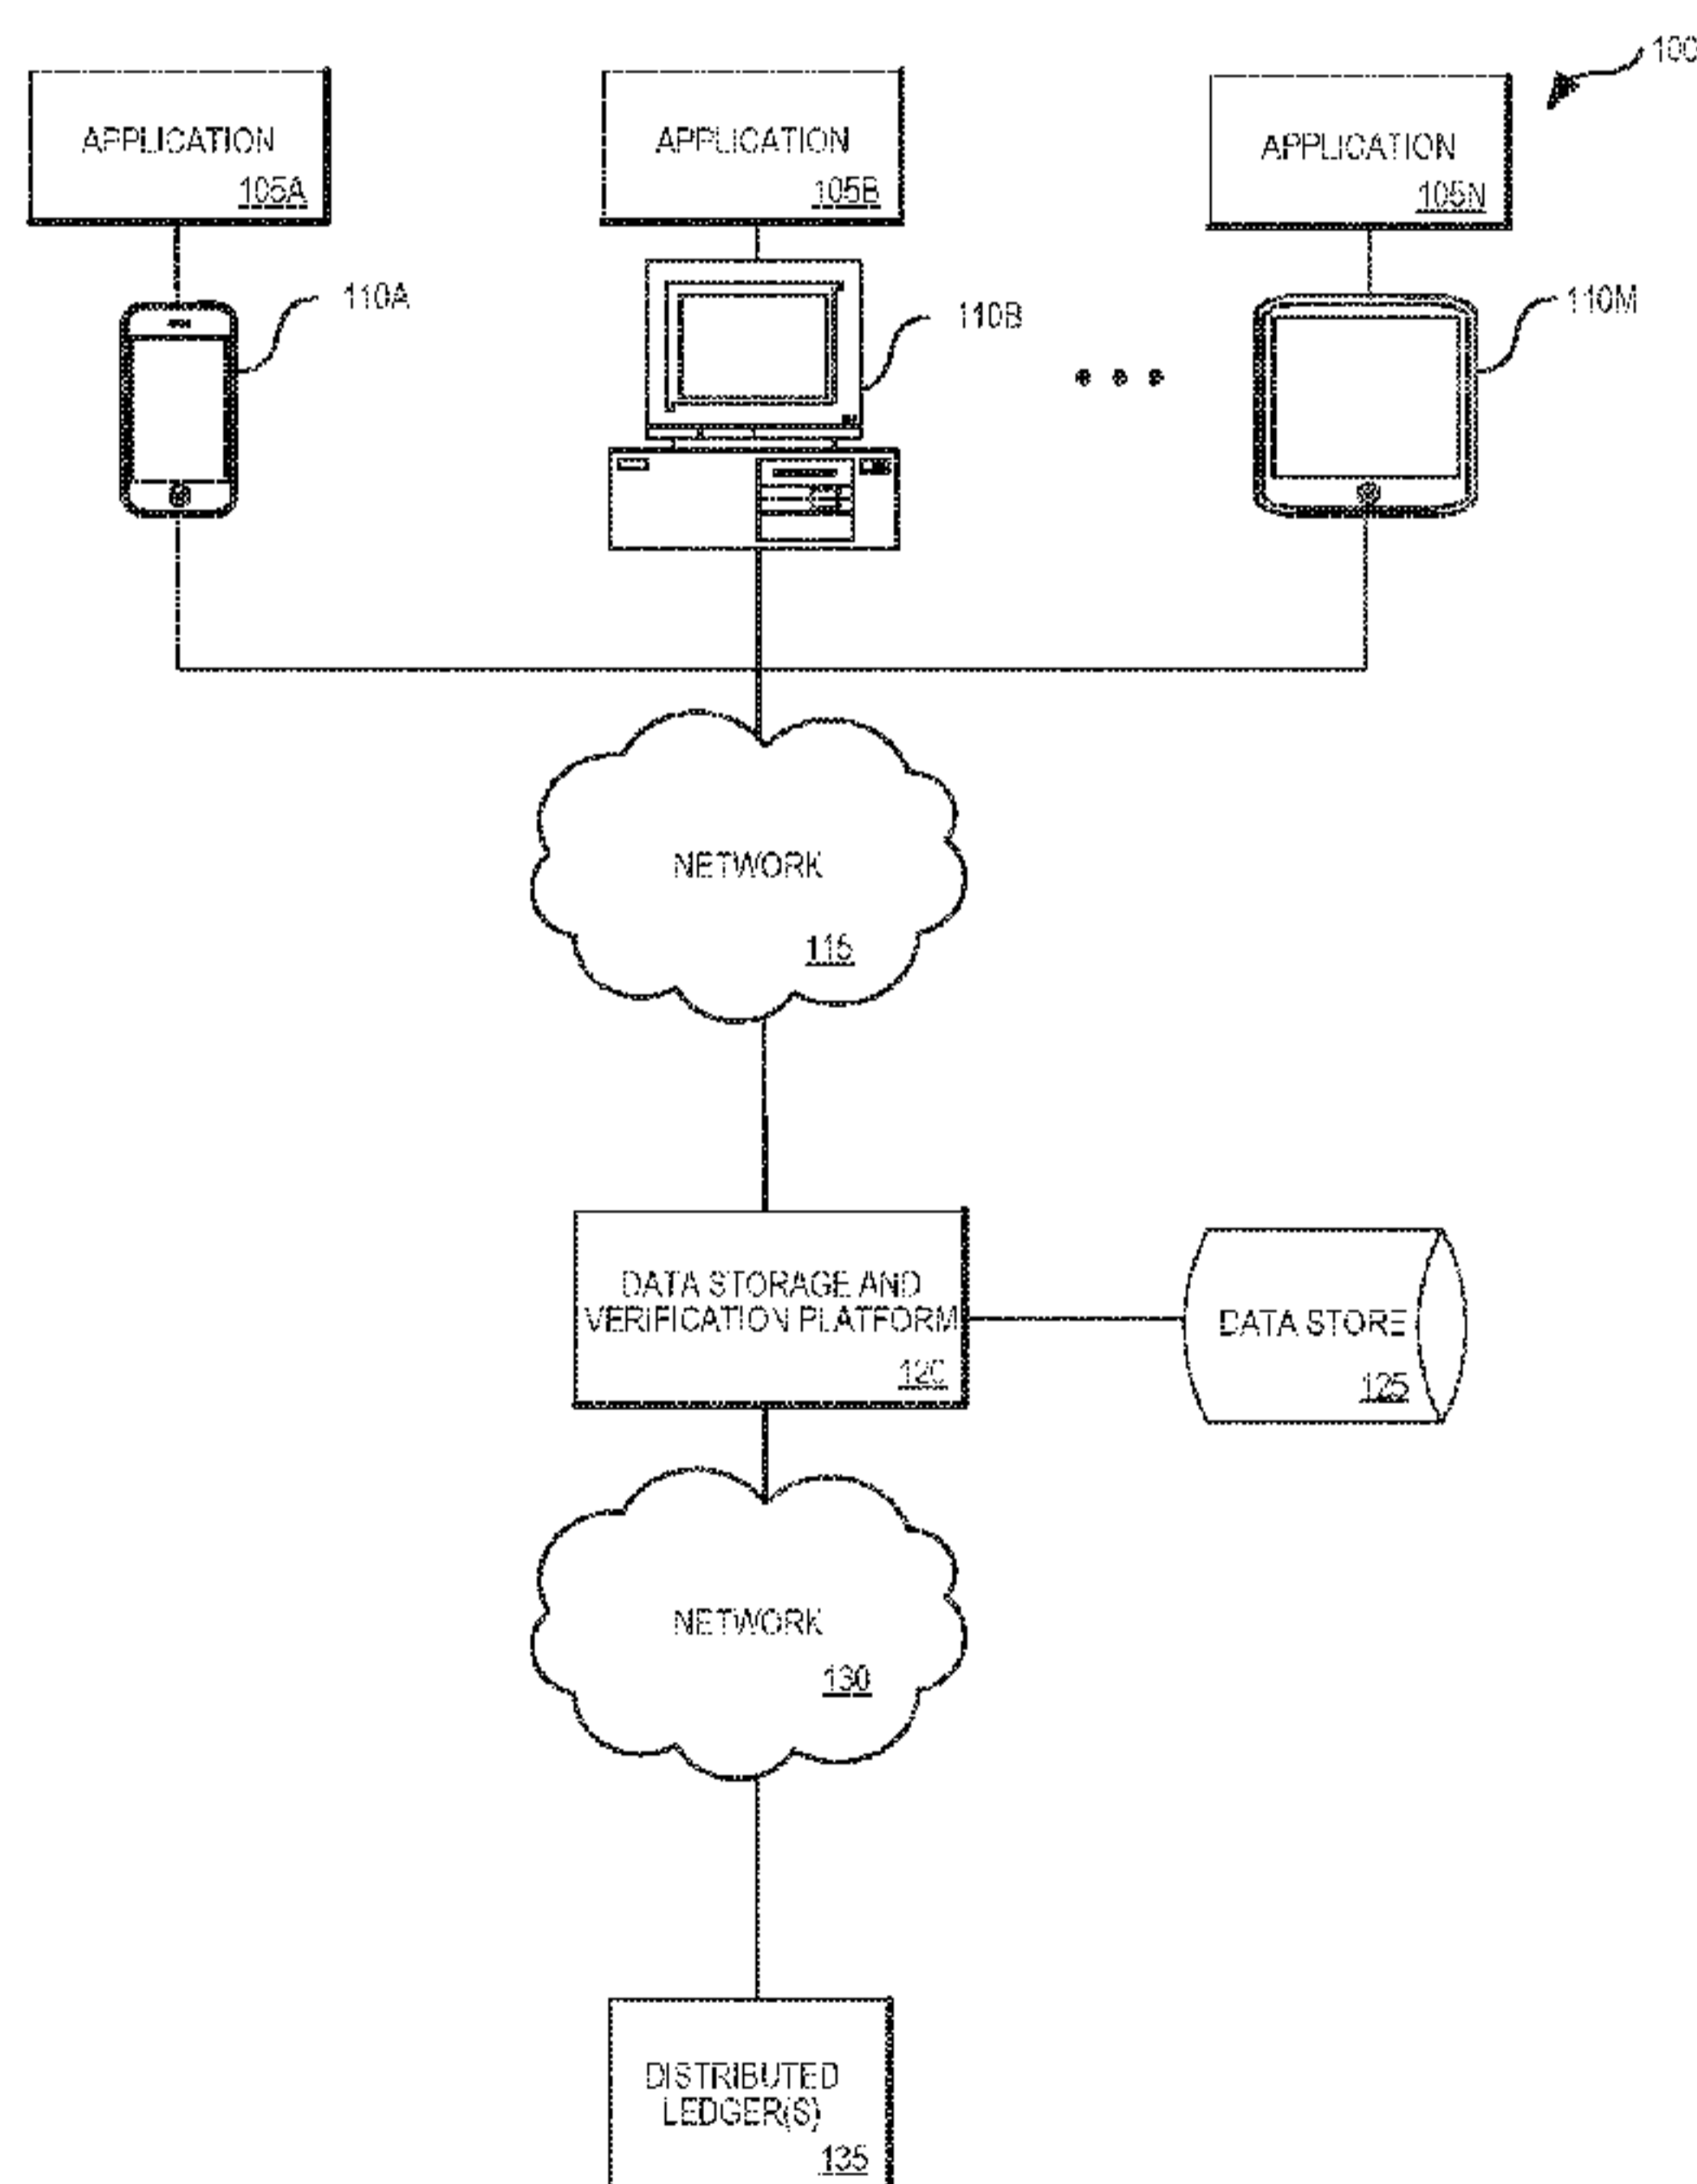 100
APPLICATION
105A
APPLICATION
105B
APPLICATION
105N
110A
110B
110M
NETWORK
115
DATA STORAGE AND
VERIFICATION PLATFORM
120
DATA STORE
125
NETWORK
130
DISTRIBUTED
LEDGER(S)
135